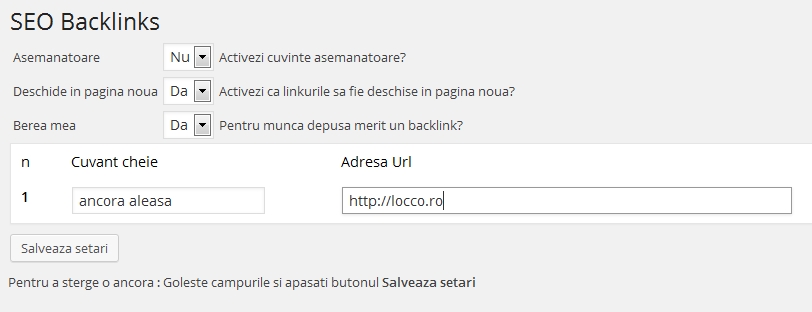 SEO Backlinks
Asemanatoare Nu Activezi cuvinte asemanatoare?
Deschide in pagina noua Da Activezi ca linkurile sa fie deschise in pagina noua?
Berea mea Da Pentru munca depusa merit un backlink?
n Cuvant cheie Adresa Url
1 ancora aleasa http://locco.ro
Salveaza setari
Pentru a sterge o ancora : Goleste campurile si apasati butonul Salveaza setari